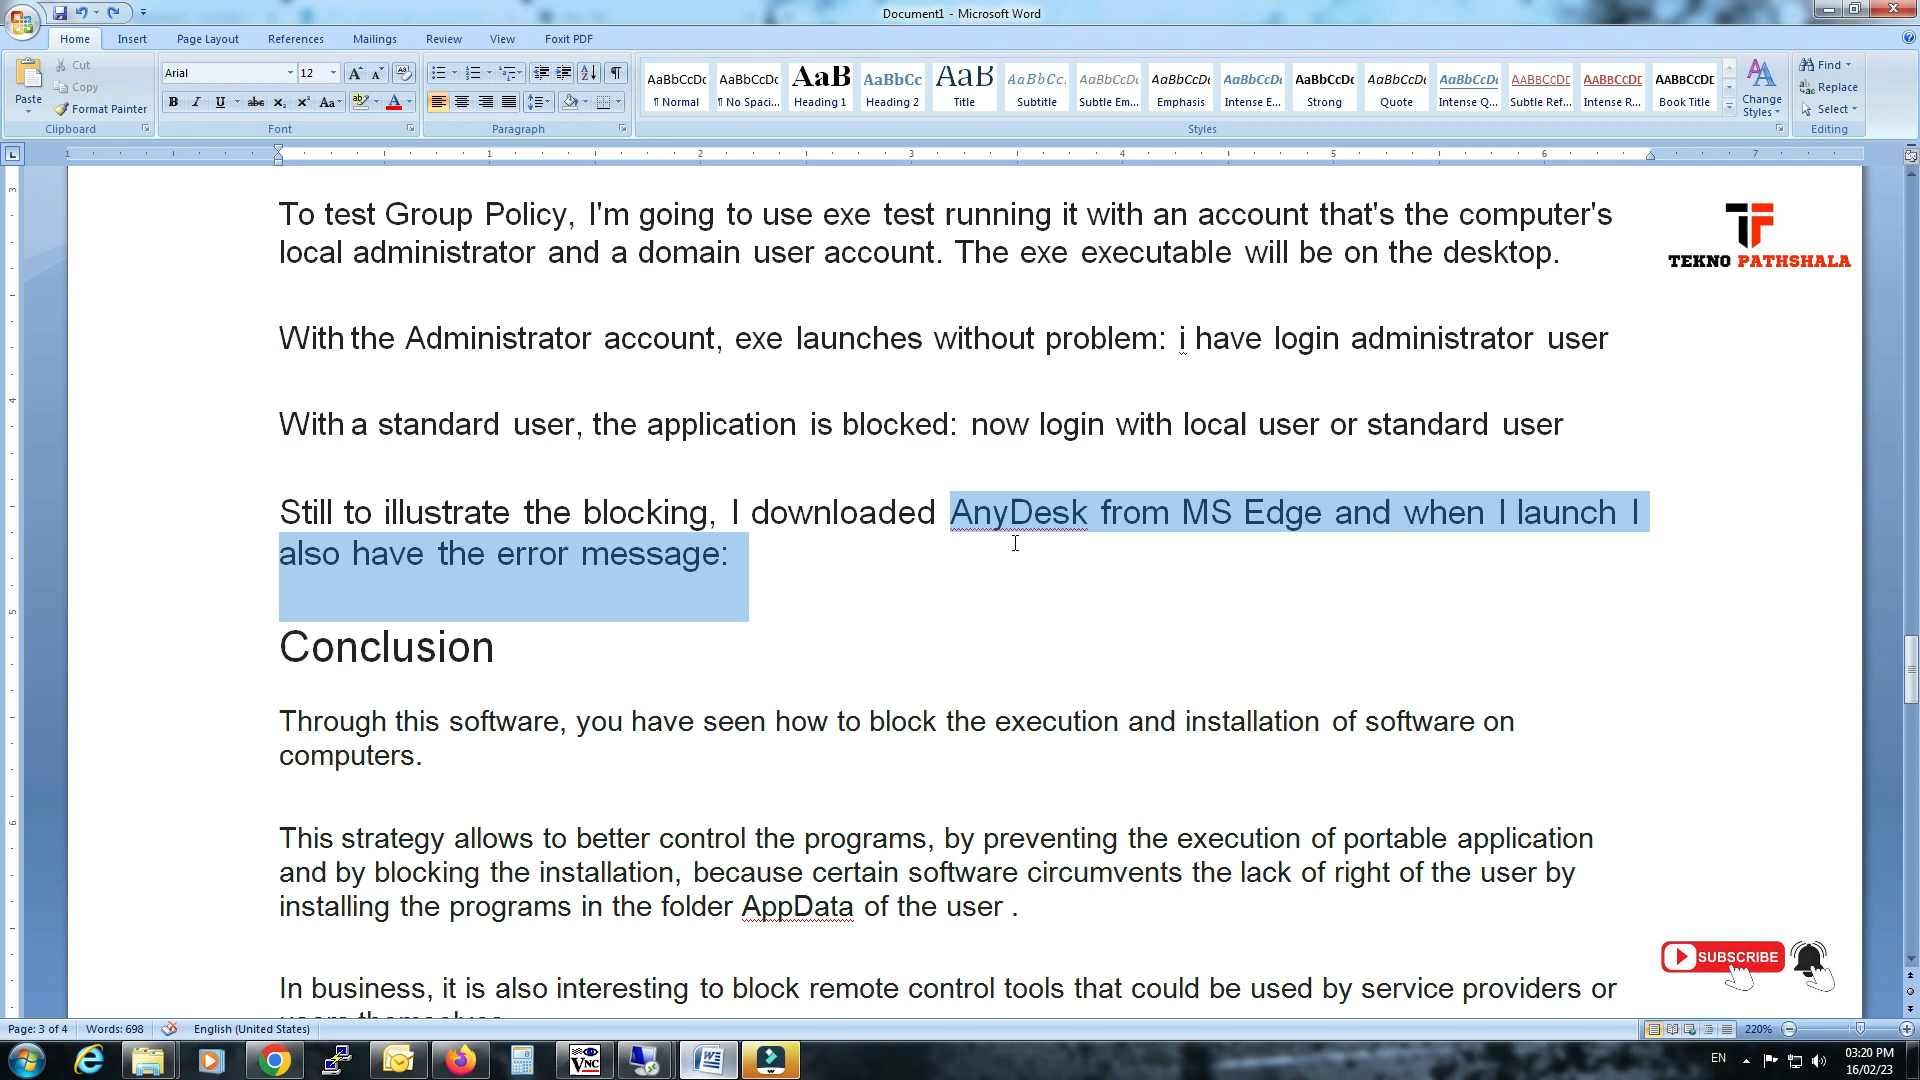 Document1 - Microsoft Word
Home Insert Page Layout References Mailings Review View Foxit PDF
Paste
Cut
Copy
Format Painter
Clipboard
Arial 12
Font
Paragraph
AaBbCcDc AaBbCcDc AaB AaBbCc AaB AaBbCc. AaBbCcDc AaBbCcDc AaBbCcDc AaBbCcDc AaBbCcDc AaBbCcDc AABBCCDD AABBCCDD AABBCCDC
¶ Normal ¶ No Spaci... Heading 1 Heading 2 Title Subtitle Subtle Em... Emphasis Intense E... Strong Quote Intense Q... Subtle Ref... Intense R... Book Title
Styles
Change Styles
Find
Replace
Select
Editing
1 1 2 3 4 5 6 7
To test Group Policy, I'm going to use exe test running it with an account that's the computer's
local administrator and a domain user account. The exe executable will be on the desktop.
TEKNO PATHSHALA
With the Administrator account, exe launches without problem: i have login administrator user
With a standard user, the application is blocked: now login with local user or standard user
Still to illustrate the blocking, I downloaded AnyDesk from MS Edge and when I launch I
also have the error message:
Conclusion
Through this software, you have seen how to block the execution and installation of software on
computers.
This strategy allows to better control the programs, by preventing the execution of portable application
and by blocking the installation, because certain software circumvents the lack of right of the user by
installing the programs in the folder AppData of the user .
SUBSCRIBE
In business, it is also interesting to block remote control tools that could be used by service providers or
Page: 3 of 4 Words: 698 English (United States) 220%
EN 03:20 PM
16/02/23